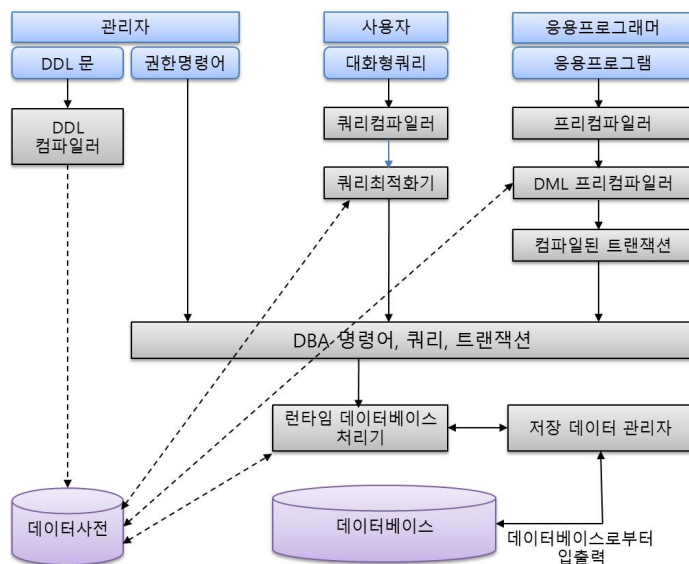 관리자
사용자
응용프로그래머
DDL 문
권한명령어
대화형쿼리
응용프로그램
DDL
컴파일러
쿼리컴파일러
프리컴파일러
쿼리최적화기
DML 프리컴파일러
컴파일된 트랜잭션
DBA 명령어, 쿼리, 트랜잭션
런타임 데이터베이스
처리기
저장 데이터 관리자
데이터사전
데이터베이스
데이터베이스로부터
입출력